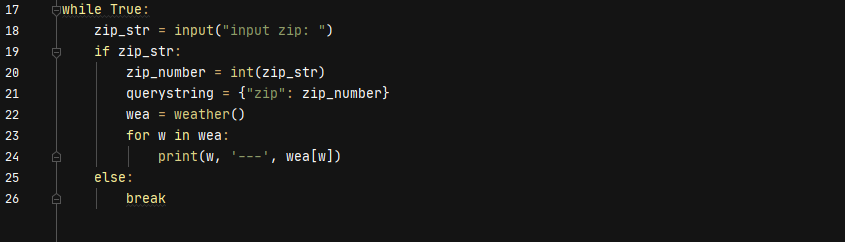 17 while True:
18     zip_str = input("input zip: ")
19     if zip_str:
20         zip_number = int(zip_str)
21         querystring = {"zip": zip_number}
22         wea = weather()
23         for w in wea:
24             print(w, '---', wea[w])
25     else:
26         break